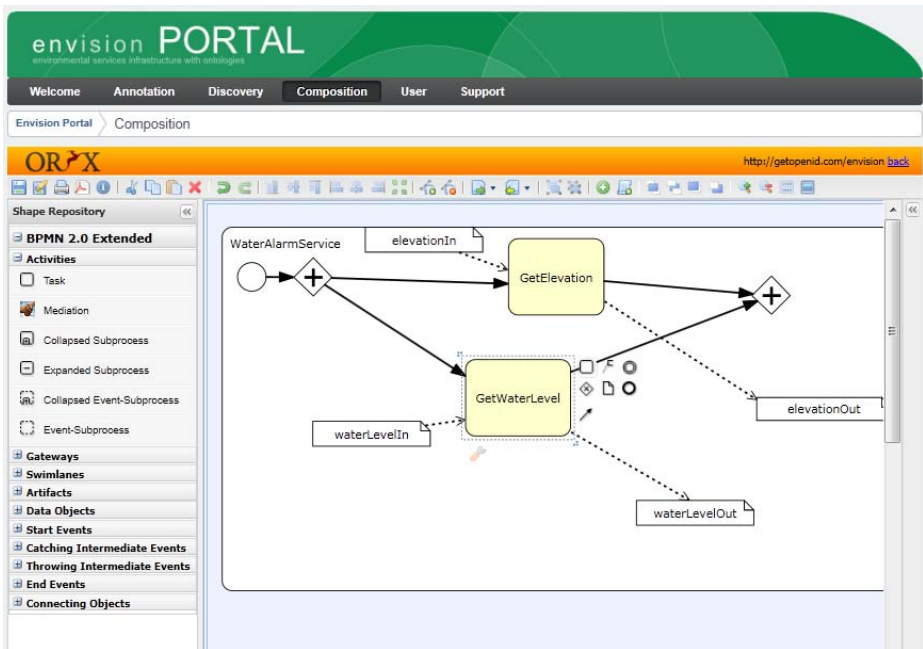 envision PORTAL
environmental services infrastructure with ontologies
Welcome Annotation Discovery Composition User Support
Envision Portal Composition
ORYX http://getopenid.com/envision back
Shape Repository
BPMN 2.0 Extended
Activities
Task
Mediation
Collapsed Subprocess
Expanded Subprocess
Collapsed Event-Subprocess
Event-Subprocess
Gateways
Swimlanes
Artifacts
Data Objects
Start Events
Catching Intermediate Events
Throwing Intermediate Events
End Events
Connecting Objects
WaterAlarmService
elevationIn
GetElevation
GetWaterLevel
waterLevelIn
elevationOut
waterLevelOut